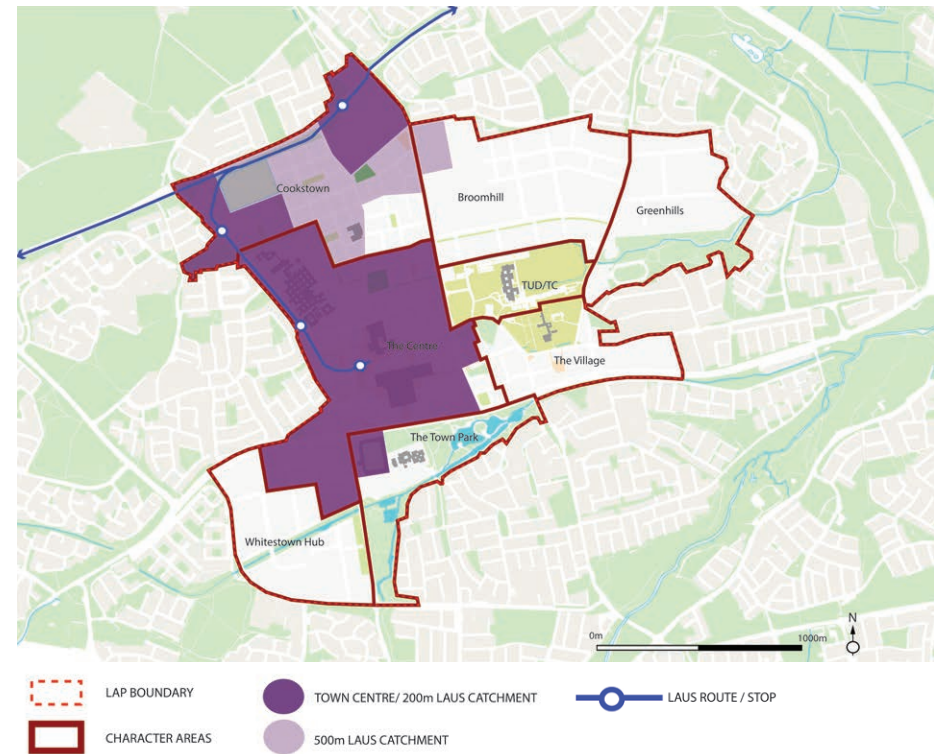 Cookstown
Broomhill
Greenhills
TUD/TC
The Centre
The Village
The Town Park
Whitestown Hub
N
0m
1000m
LAP BOUNDARY
TOWN CENTRE/ 200m LAUS CATCHMENT
LAUS ROUTE / STOP
CHARACTER AREAS
500m LAUS CATCHMENT